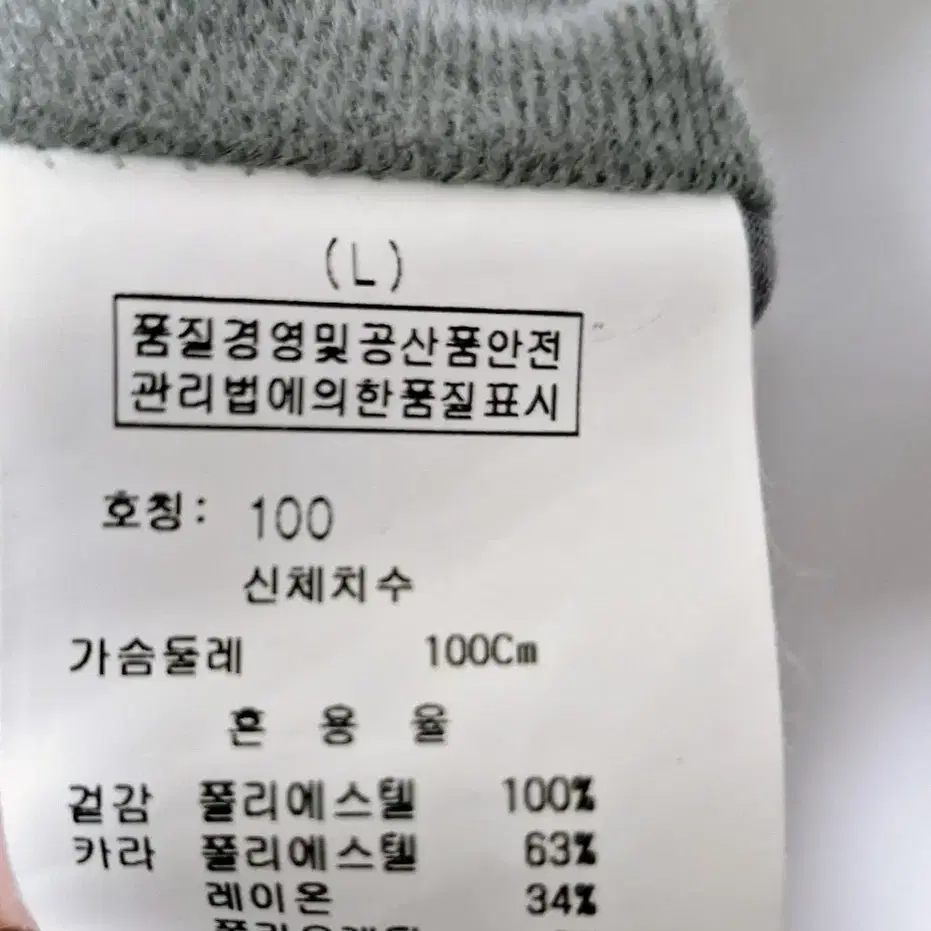 (L)
품질경영및공산품안전
관리법에의한품질표시
호칭: 100
신체치수
가슴둘레 100Cm
혼 용 율
겉감 폴리에스텔 100%
카라 폴리에스텔 63%
레이온 34%